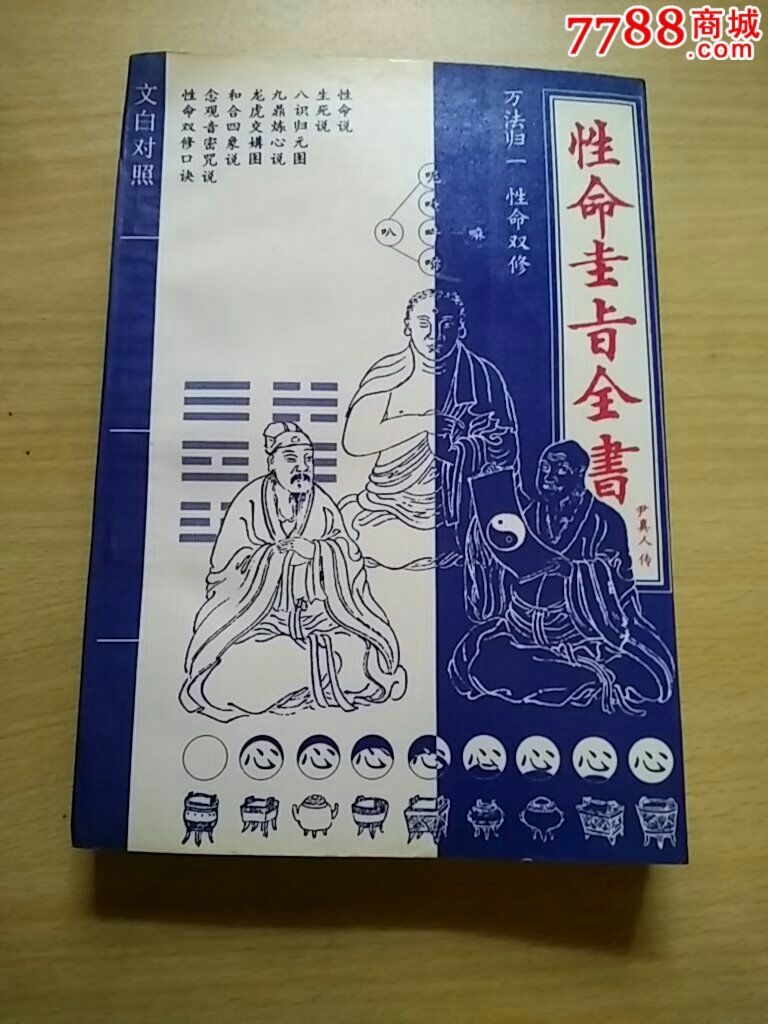 7788商城
.com
性命圭旨全書
尹真人 传
万法归一 性命双修
性命说
生死说
八识归元图
九鼎炼心说
龙虎交媾图
和合四象说
念观音密咒说
性命双修口诀
文白对照
叭
嘛
心 心 心 心 心 心 心 心